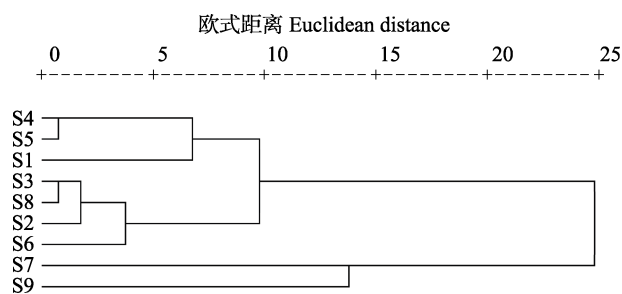 欧式距离 Euclidean distance
0 5 10 15 20 25
S4
S5
S1
S3
S8
S2
S6
S7
S9